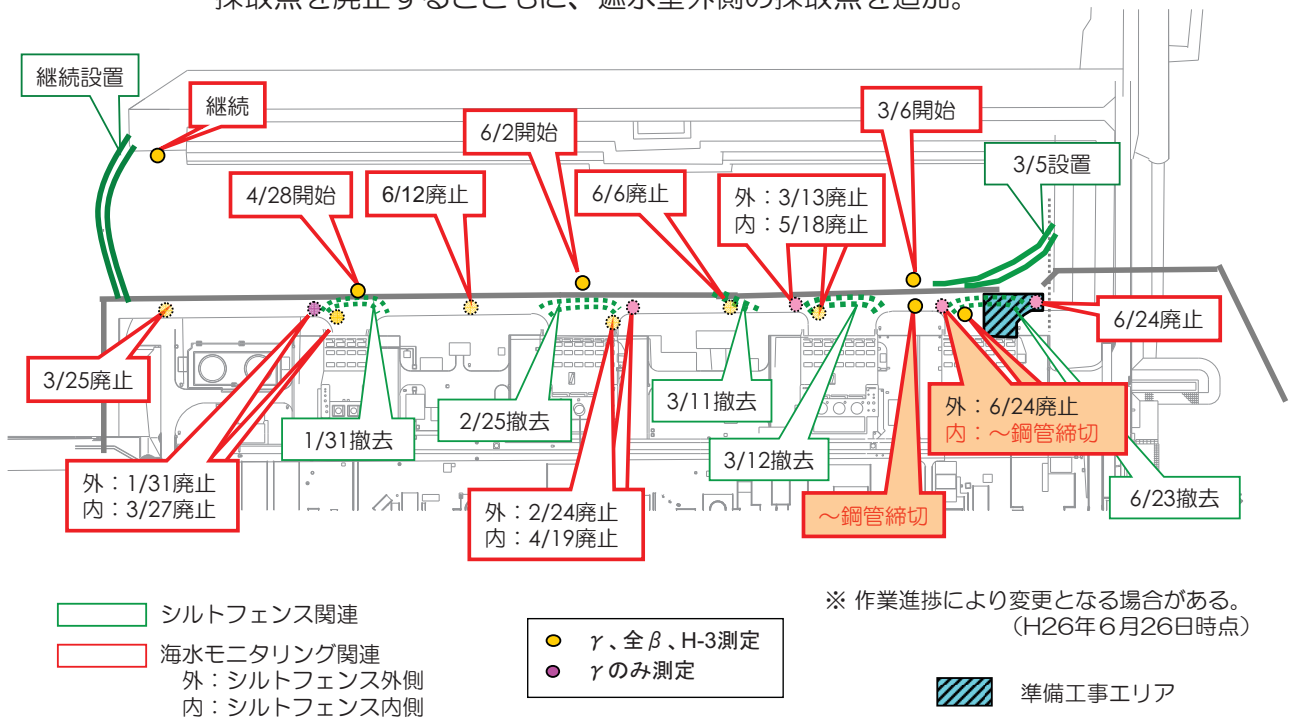 採取点を廃止するとともに、遮水壁外側の採取点を追加。
継続設置
継続
6/2開始
3/6開始
3/5設置
4/28開始
6/12廃止
6/6廃止
外：3/13廃止
内：5/18廃止
6/24廃止
3/25廃止
1/31撤去
2/25撤去
3/11撤去
3/12撤去
外：6/24廃止
内：～鋼管締切
6/23撤去
外：1/31廃止
内：3/27廃止
外：2/24廃止
内：4/19廃止
～鋼管締切
シルトフェンス関連
海水モニタリング関連
外：シルトフェンス外側
内：シルトフェンス内側
γ、全β、H-3測定
γのみ測定
※ 作業進捗により変更となる場合がある。
（H26年６月26日時点）
準備工事エリア